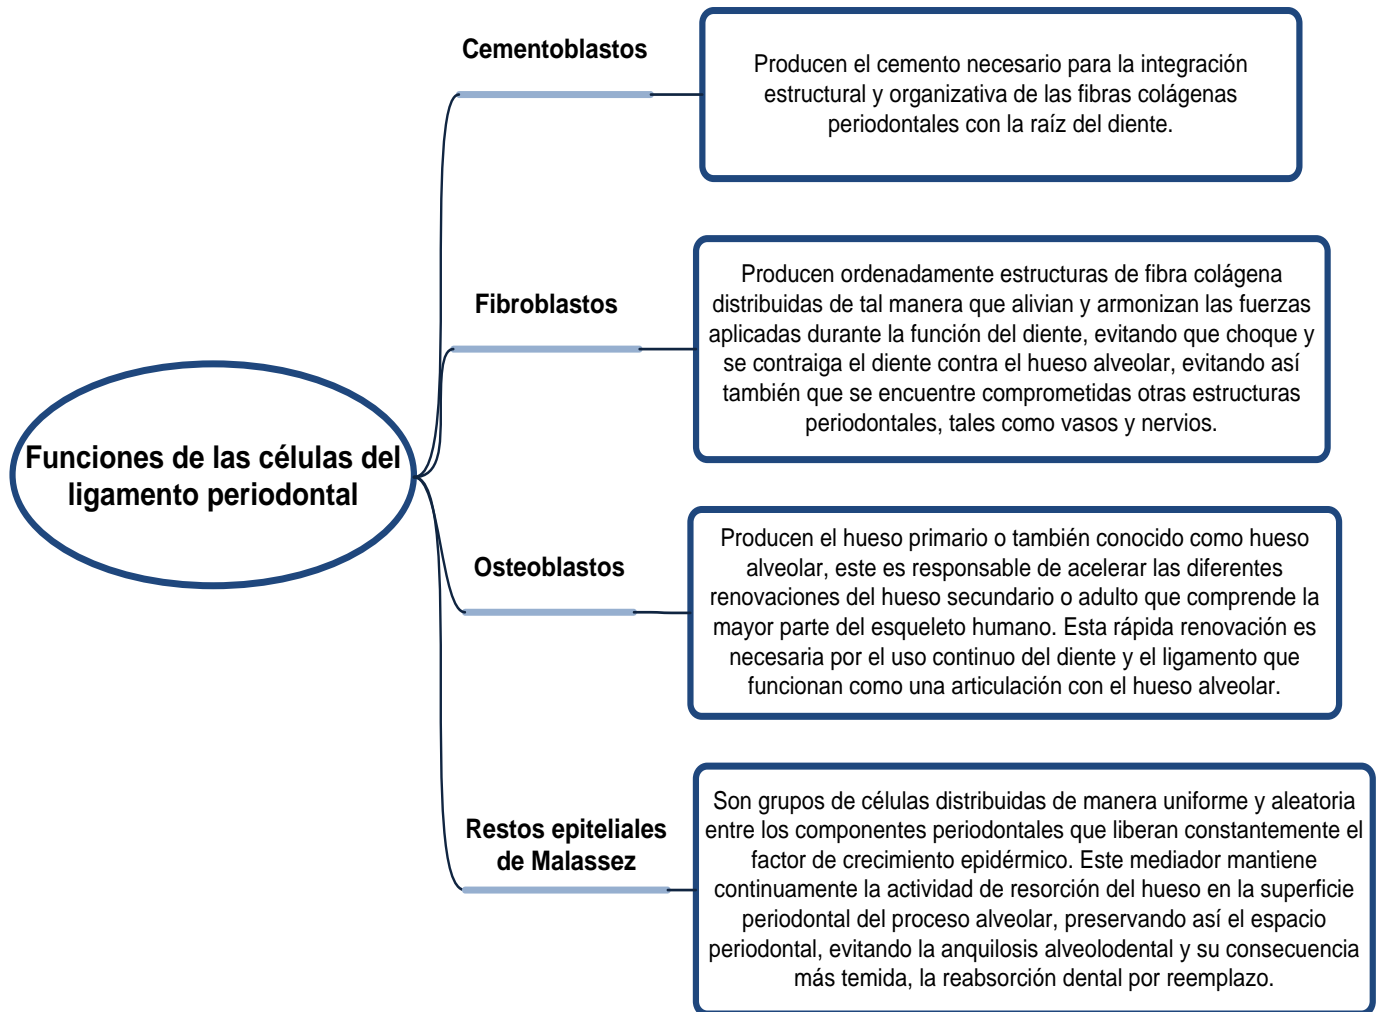 Cementoblastos
Producen el cemento necesario para la integración
estructural y organizativa de las fibras colágenas
periodontales con la raíz del diente.
Fibroblastos
Producen ordenadamente estructuras de fibra colágena
distribuidas de tal manera que alivian y armonizan las fuerzas
aplicadas durante la función del diente, evitando que choque y
se contraiga el diente contra el hueso alveolar, evitando así
también que se encuentre comprometidas otras estructuras
periodontales, tales como vasos y nervios.
Funciones de las células del
ligamento periodontal
Osteoblastos
Producen el hueso primario o también conocido como hueso
alveolar, este es responsable de acelerar las diferentes
renovaciones del hueso secundario o adulto que comprende la
mayor parte del esqueleto humano. Esta rápida renovación es
necesaria por el uso continuo del diente y el ligamento que
funcionan como una articulación con el hueso alveolar.
Restos epiteliales
de Malassez
Son grupos de células distribuidas de manera uniforme y aleatoria
entre los componentes periodontales que liberan constantemente el
factor de crecimiento epidérmico. Este mediador mantiene
continuamente la actividad de resorción del hueso en la superficie
periodontal del proceso alveolar, preservando así el espacio
periodontal, evitando la anquilosis alveolodental y su consecuencia
más temida, la reabsorción dental por reemplazo.